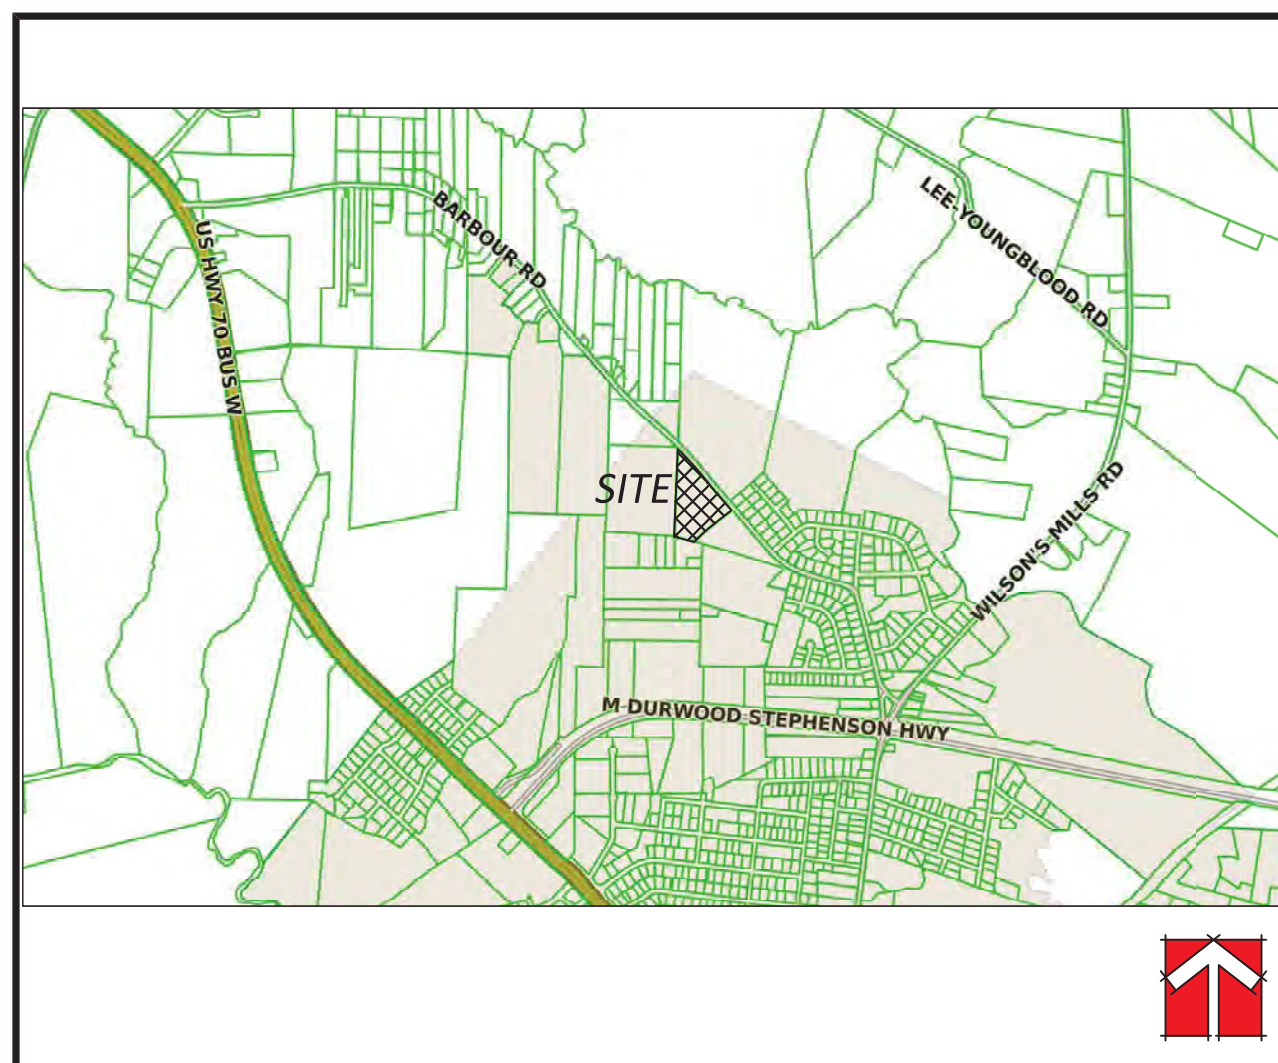 LEE-YOUNGBLOOD RD
BARBOUR RD
US HWY 70 BUS W
SITE
WILSON'S MILLS RD
M DURWOOD STEPHENSON HWY